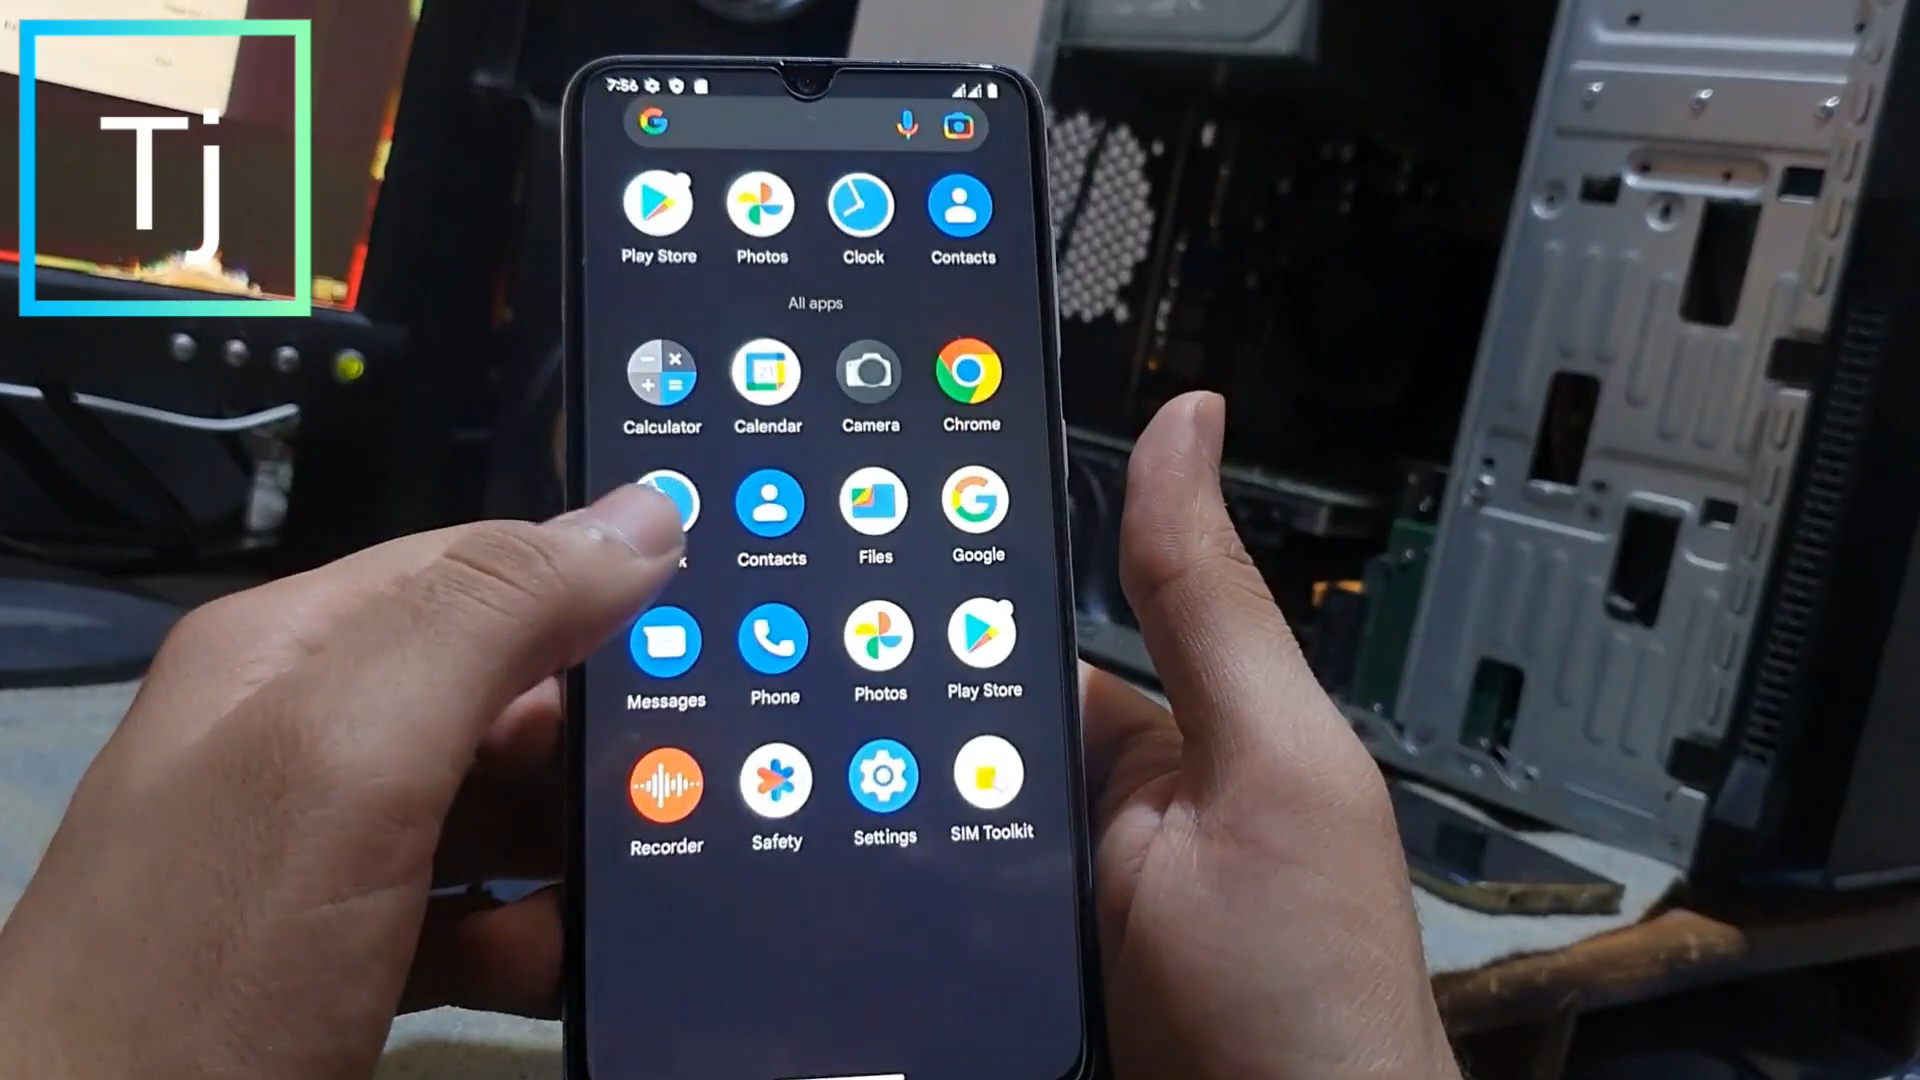 Tj
7:56
Play Store Photos Clock Contacts
All apps
Calculator Calendar Camera Chrome
Contacts Files Google
Messages Phone Photos Play Store
Recorder Safety Settings SIM Toolkit